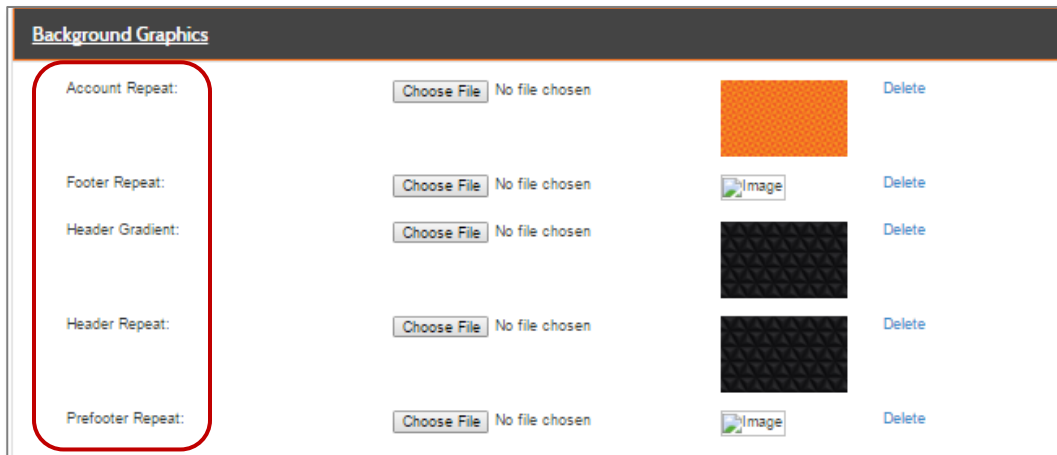 Background Graphics
Account Repeat: Choose File No file chosen Delete
Footer Repeat: Choose File No file chosen Image Delete
Header Gradient: Choose File No file chosen Delete
Header Repeat: Choose File No file chosen Delete
Prefooter Repeat: Choose File No file chosen Image Delete